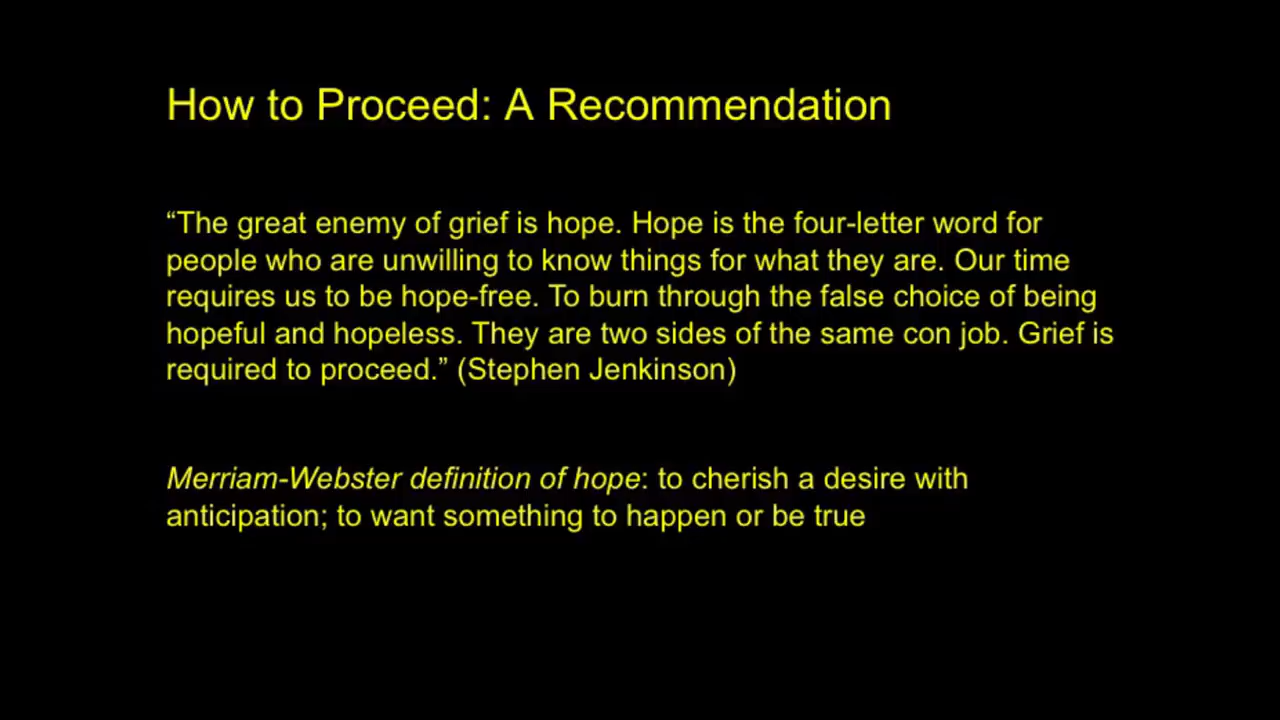 How to Proceed: A Recommendation
“The great enemy of grief is hope. Hope is the four-letter word for
people who are unwilling to know things for what they are. Our time
requires us to be hope-free. To burn through the false choice of being
hopeful and hopeless. They are two sides of the same con job. Grief is
required to proceed.” (Stephen Jenkinson)
Merriam-Webster definition of hope: to cherish a desire with
anticipation; to want something to happen or be true